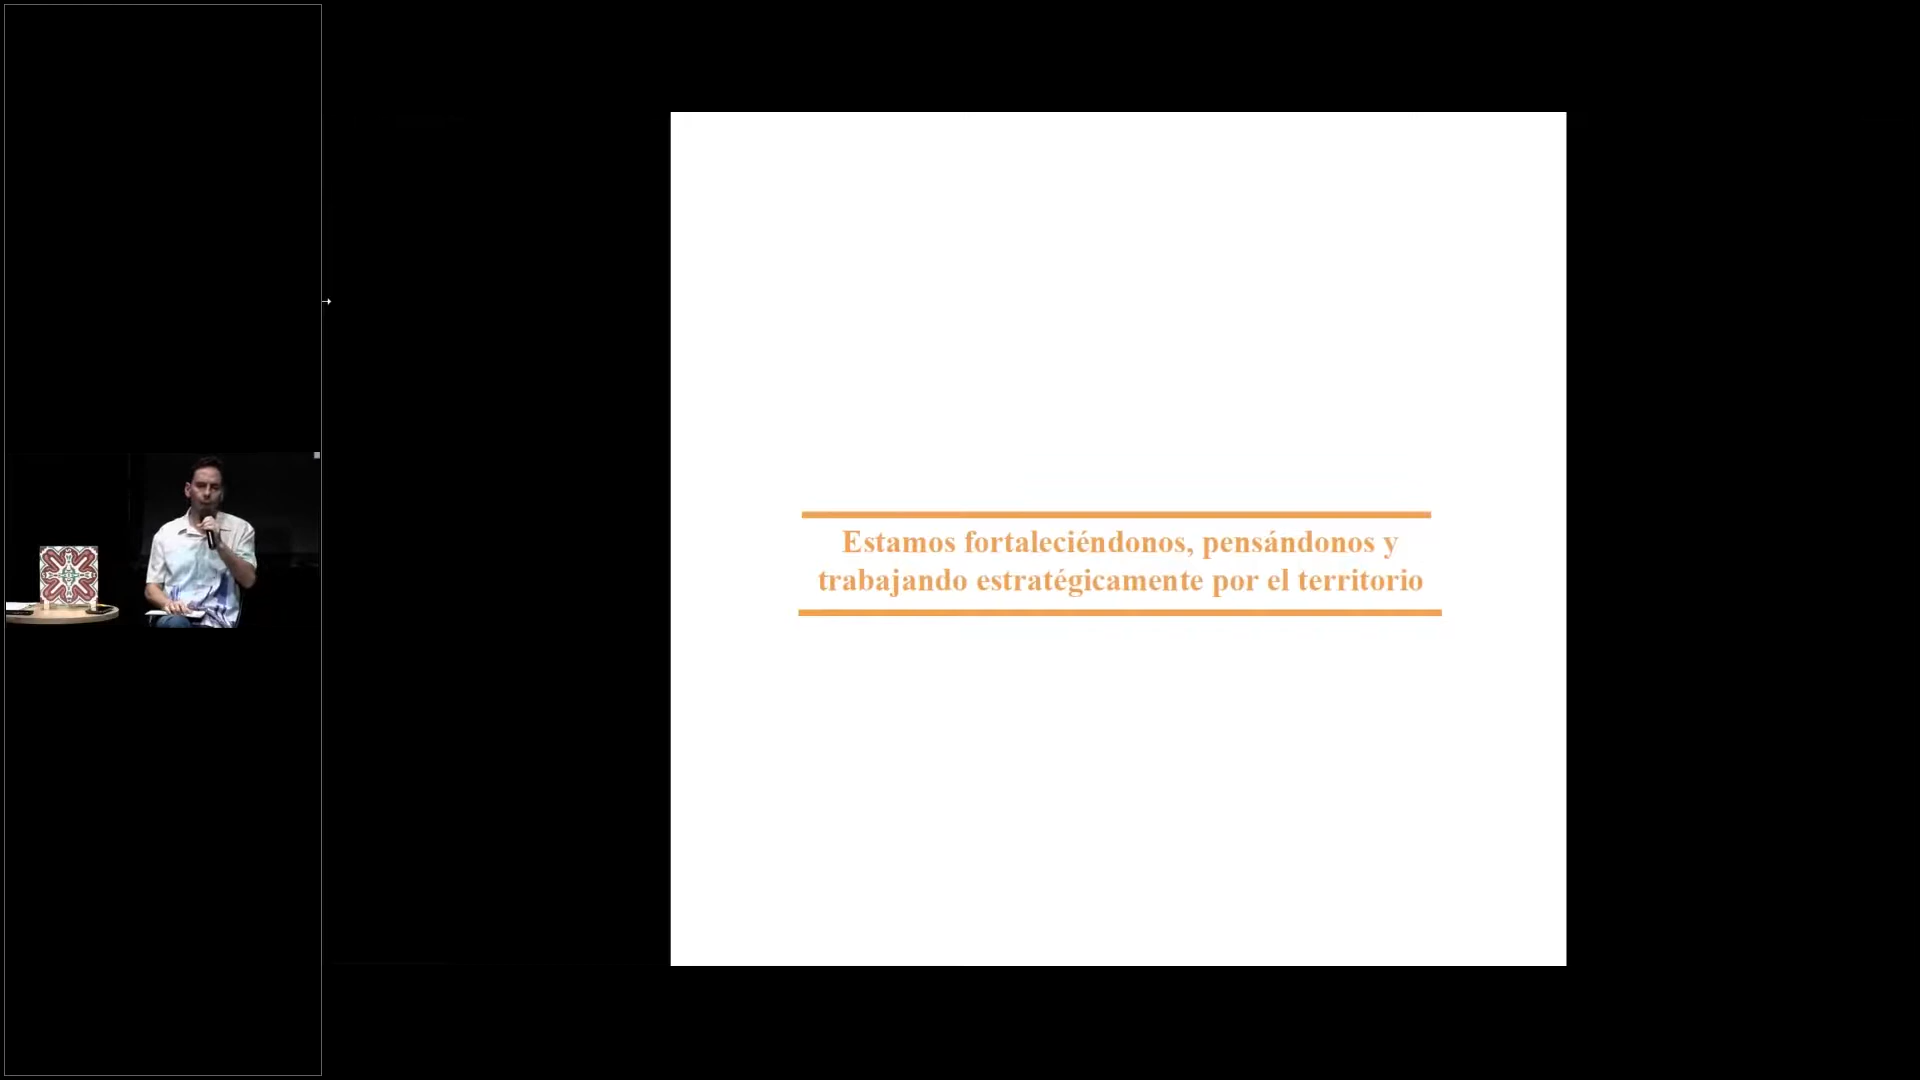 Estamos fortaleciéndonos, pensándonos y
trabajando estratégicamente por el territorio